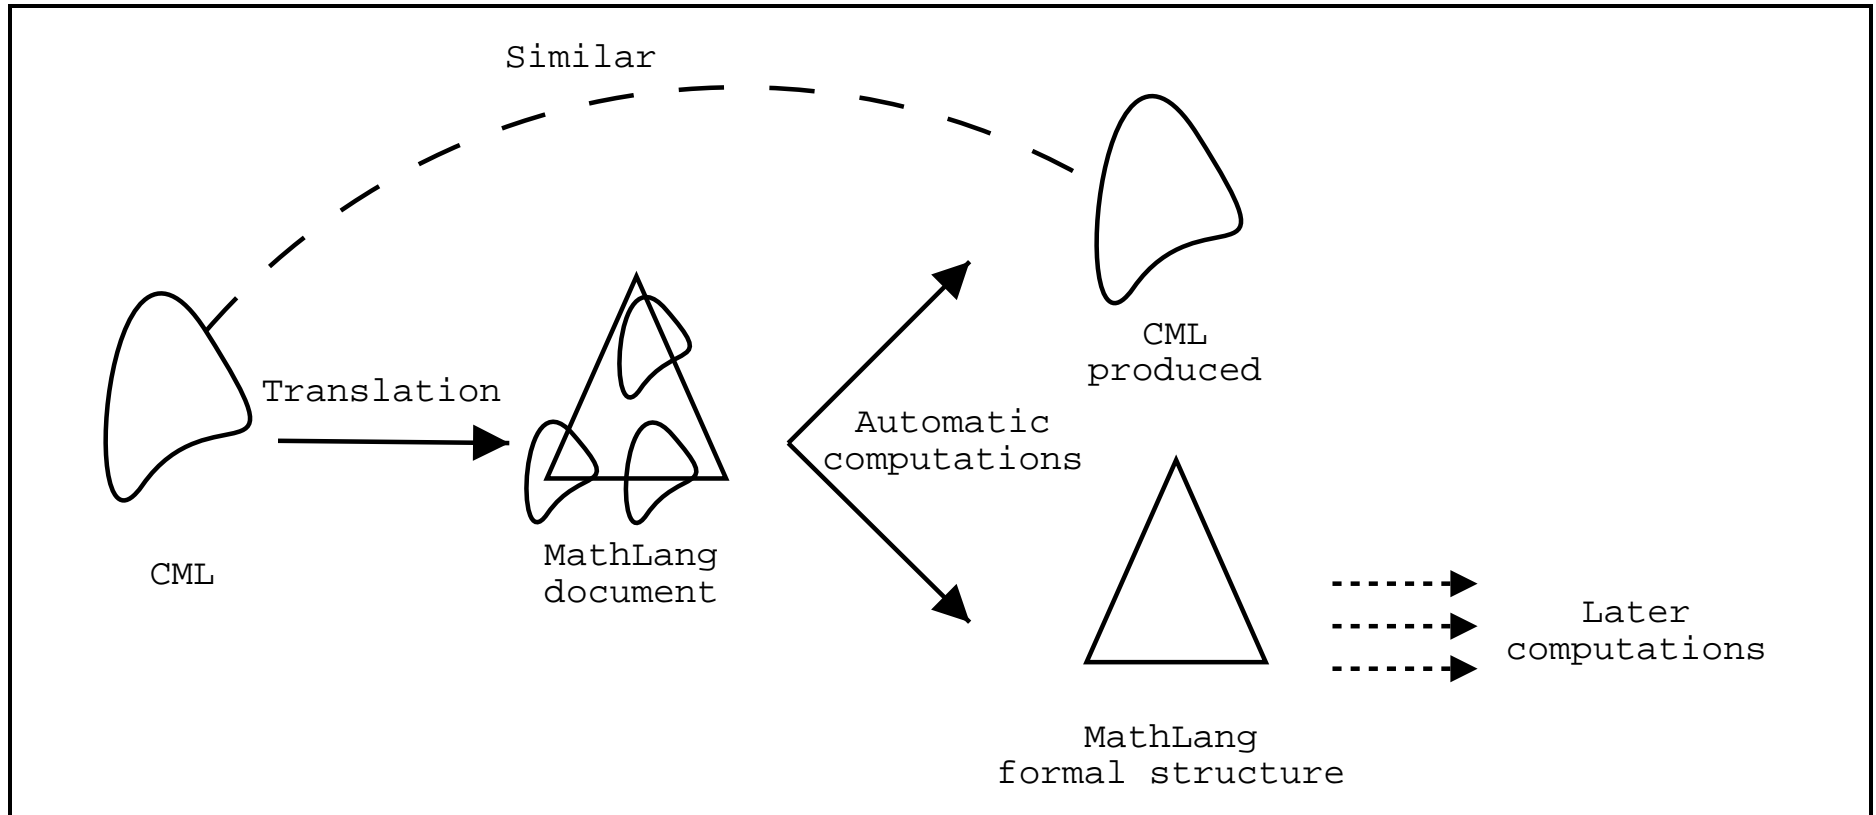 Similar
CML
produced
Translation
Automatic
computations
MathLang
document
CML
Later
computations
MathLang
formal structure